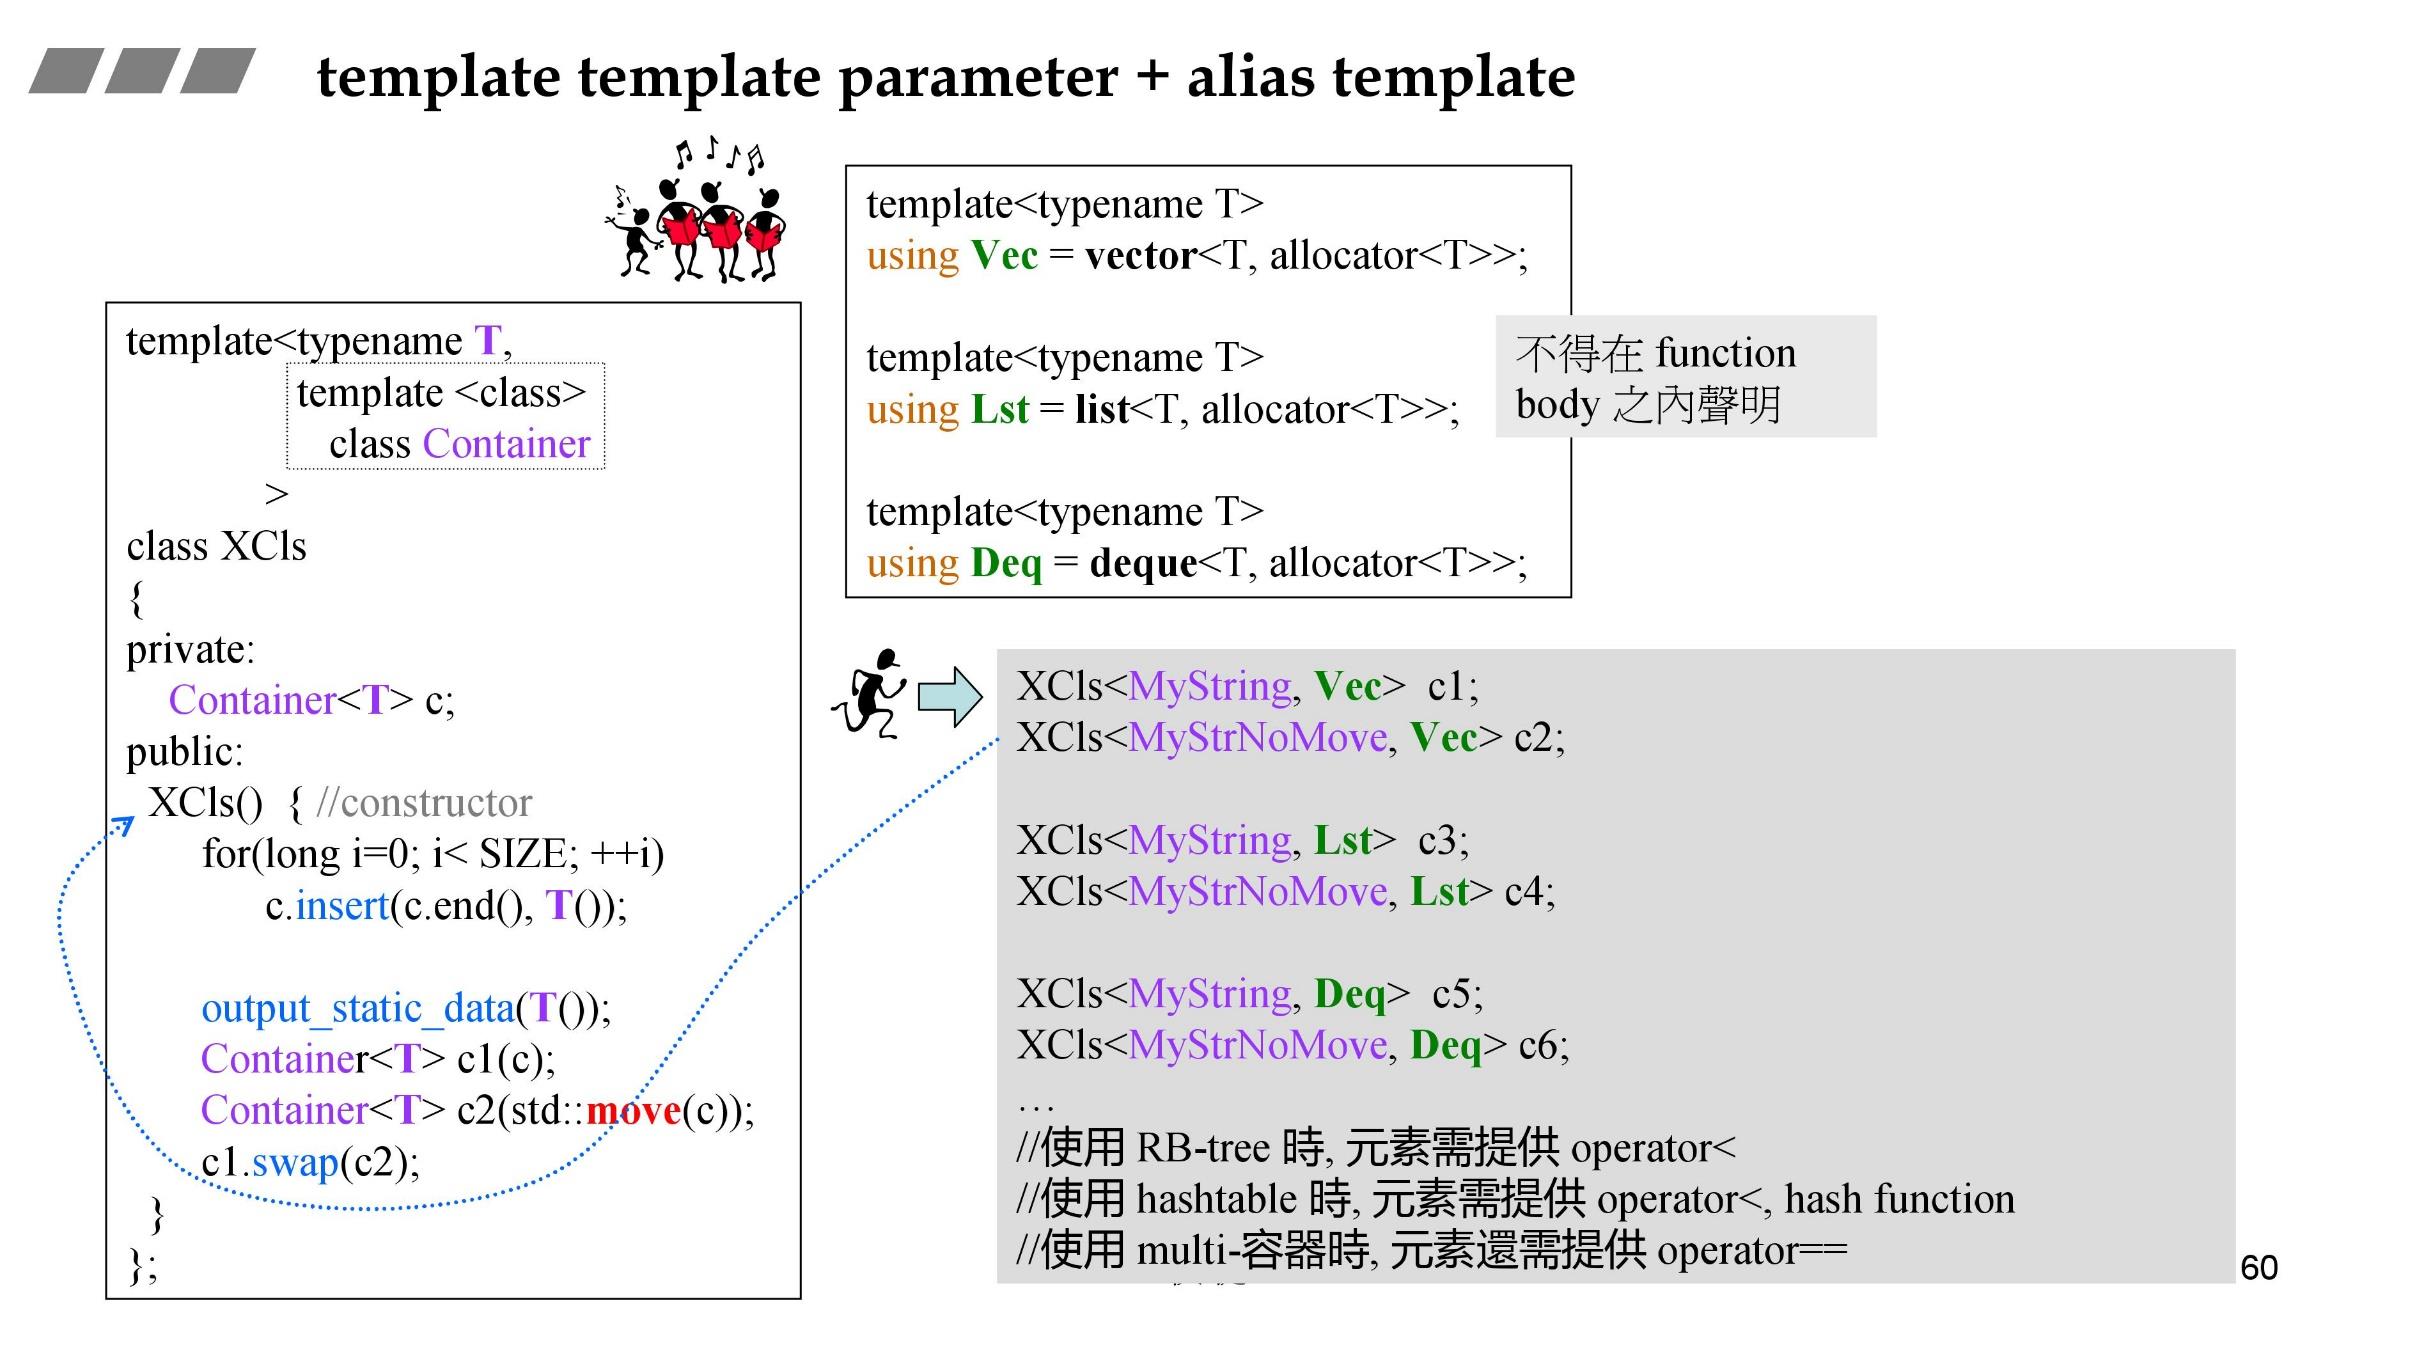 template template parameter + alias template
template<typename T,
template <class>
class Container
>
class XCls
{
private:
Container<T> c;
public:
XCls() { //constructor
for(long i=0; i< SIZE; ++i)
c.insert(c.end(), T());
output_static_data(T());
Container<T> c1(c);
Container<T> c2(std::move(c));
c1.swap(c2);
}
};
template<typename T>
using Vec = vector<T, allocator<T>>;
template<typename T>
using Lst = list<T, allocator<T>>;
template<typename T>
using Deq = deque<T, allocator<T>>;
不得在 function
body 之內聲明
XCls<MyString, Vec> c1;
XCls<MyStrNoMove, Vec> c2;
XCls<MyString, Lst> c3;
XCls<MyStrNoMove, Lst> c4;
XCls<MyString, Deq> c5;
XCls<MyStrNoMove, Deq> c6;
…
//使用 RB-tree 時, 元素需提供 operator<
//使用 hashtable 時, 元素需提供 operator<, hash function
//使用 multi-容器時, 元素還需提供 operator==
60